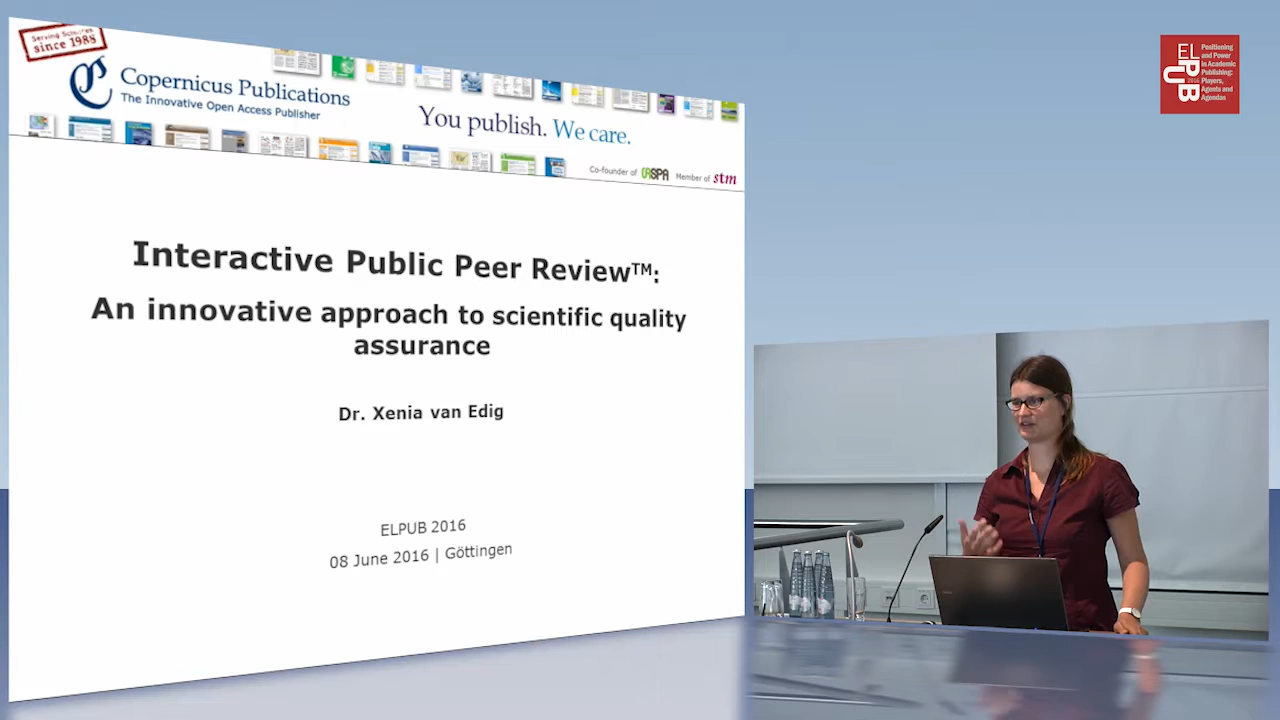 Serving Scientists
since 1988
Copernicus Publications
The Innovative Open Access Publisher
You publish. We care.
Co-founder of OASPA Member of stm
Interactive Public Peer Review™:
An innovative approach to scientific quality
assurance
Dr. Xenia van Edig
ELPUB 2016
08 June 2016 | Göttingen
ELPUB
2016
Positioning
and Power
in Academic
Publishing:
Players,
Agents and
Agendas